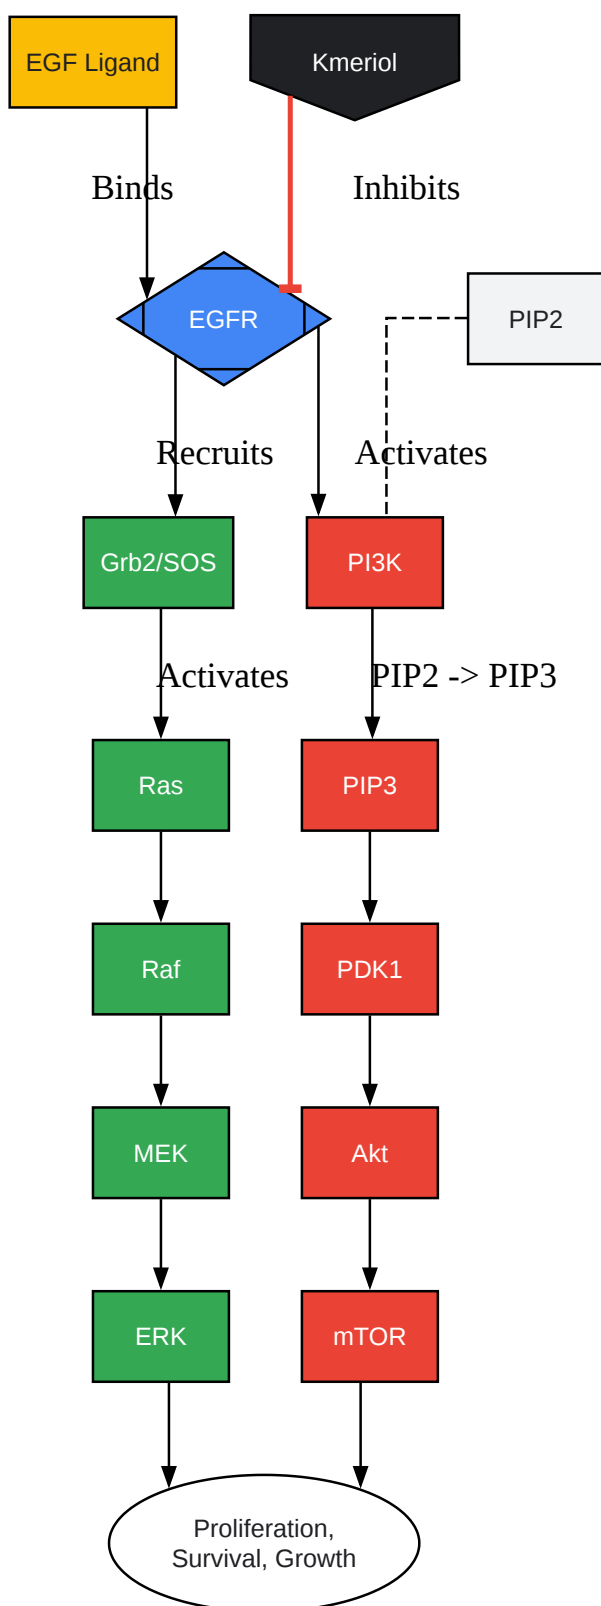 EGF Ligand
Kmeriol
Binds
Inhibits
EGFR
PIP2
Recruits
Activates
Grb2/SOS
PI3K
Activates
PIP2 -> PIP3
Ras
PIP3
Raf
PDK1
MEK
Akt
ERK
mTOR
Proliferation,
Survival, Growth